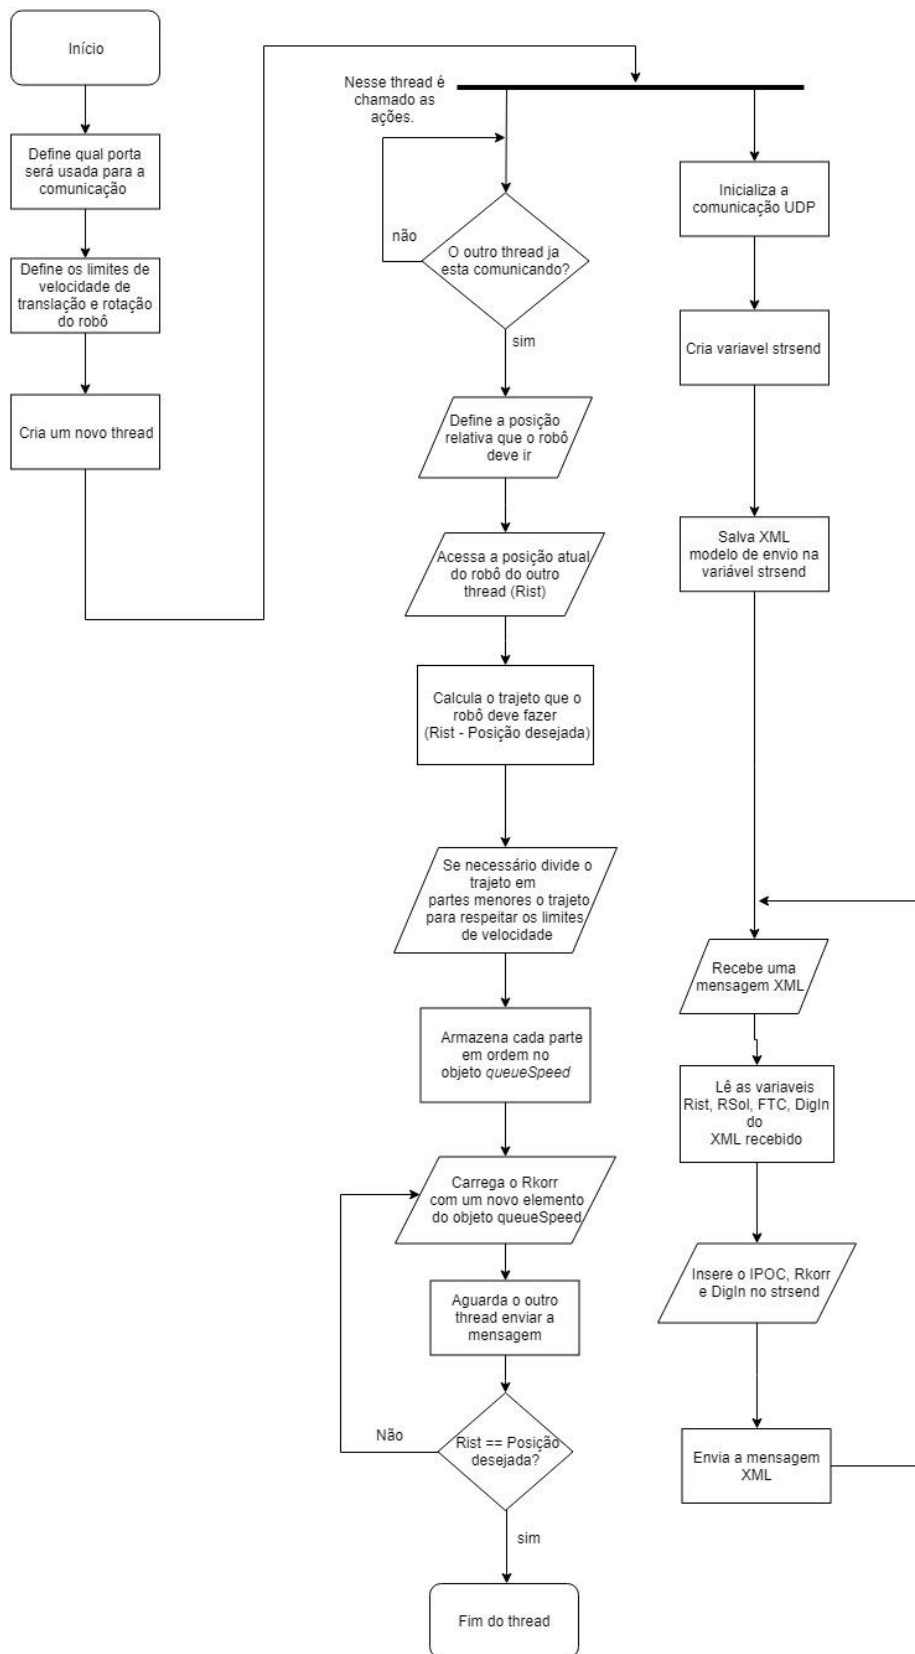 Início
Define qual porta
será usada para a
comunicação
Define os limites de
velocidade de
translação e rotação
do robô
Cria um novo thread
Nesse thread é
chamado as
ações.
não
O outro thread ja
esta comunicando?
sim
Define a posição
relativa que o robô
deve ir
Acessa a posição atual
do robô do outro
thread (Rist)
Calcula o trajeto que o
robô deve fazer
(Rist - Posição desejada)
Se necessário divide o
trajeto em
partes menores o trajeto
para respeitar os limites
de velocidade
Armazena cada parte
em ordem no
objeto queueSpeed
Carrega o Rkorr
com um novo elemento
do objeto queueSpeed
Aguarda o outro
thread enviar a
mensagem
Não
Rist == Posição
desejada?
sim
Fim do thread
Inicializa a
comunicação UDP
Cria variavel strsend
Salva XML
modelo de envio na
variável strsend
Recebe uma
mensagem XML
Lê as variaveis
Rist, RSol, FTC, DigIn
do
XML recebido
Insere o IPOC, Rkorr
e DigIn no strsend
Envia a mensagem
XML